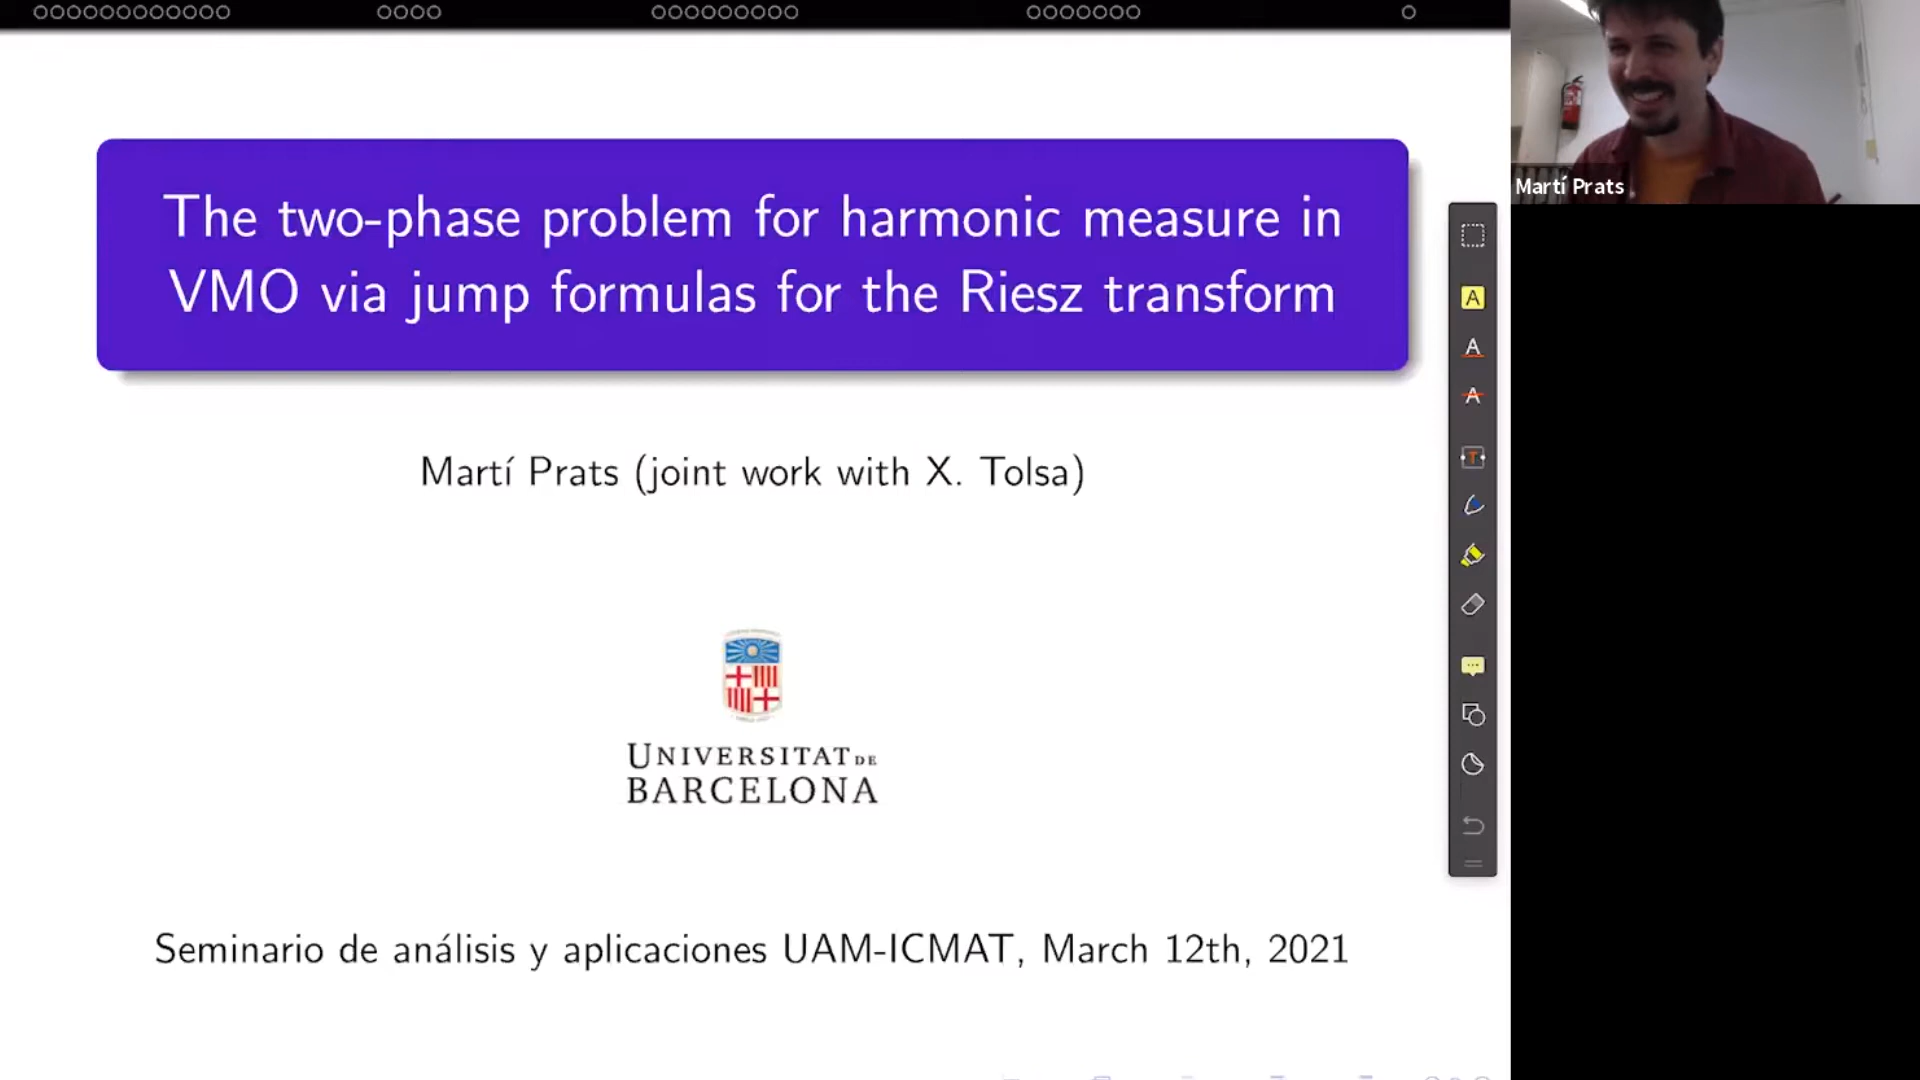 The two-phase problem for harmonic measure in
VMO via jump formulas for the Riesz transform
Martí Prats (joint work with X. Tolsa)
UNIVERSITAT DE
BARCELONA
Seminario de análisis y aplicaciones UAM-ICMAT, March 12th, 2021
Martí Prats
A
A
A
T